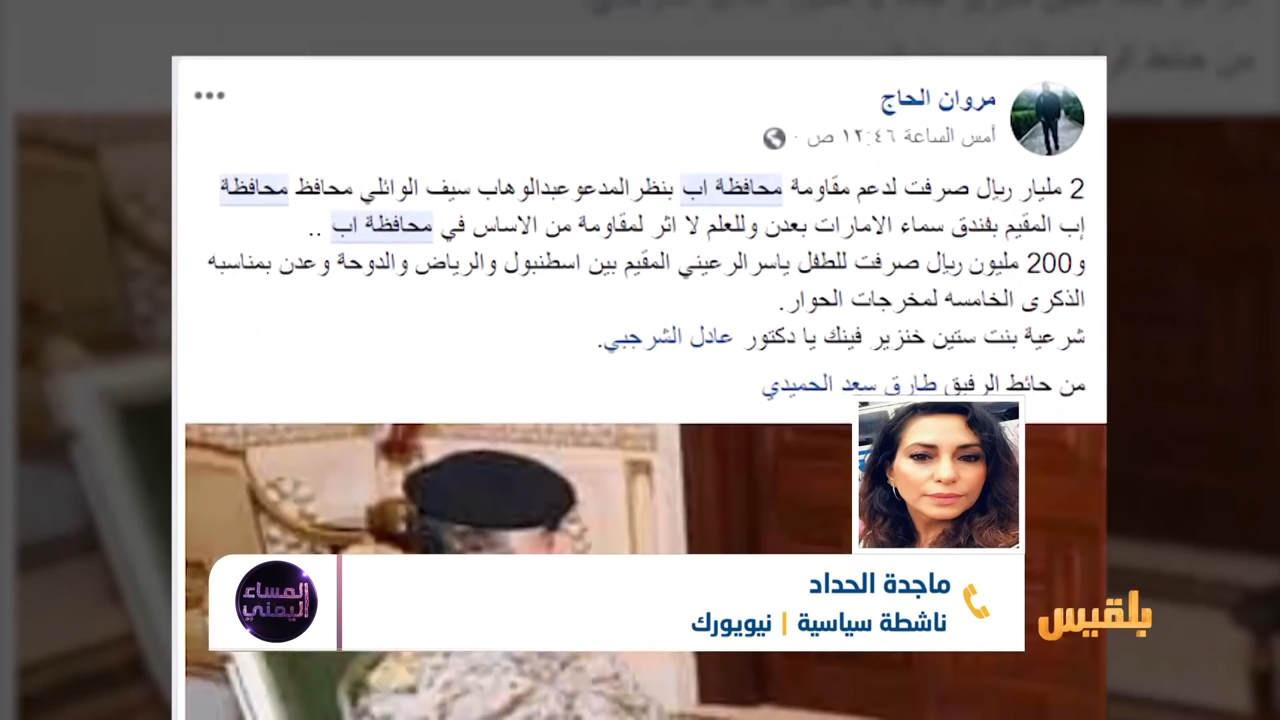 مروان الحاج
أمس الساعة ١٢:٤٦ ص ·
2 مليار ريال صرفت لدعم مقاومة محافظة اب بنظر المدعو عبدالوهاب سيف الوائلي محافظ محافظة
إب المقيم بفندق سماء الامارات بعدن وللعلم لا اثر لمقاومة من الاساس في محافظة اب ..
و200 مليون ريال صرفت للطفل ياسر الرعيني المقيم بين اسطنبول والرياض والدوحة وعدن بمناسبه
الذكرى الخامسه لمخرجات الحوار.
شرعية بنت ستين خنزير فينك يا دكتور عادل الشرجبي.
من حائط الرفيق طارق سعد الحميدي
ماجدة الحداد
ناشطة سياسية | نيويورك
المساء
اليمني
بلقيس